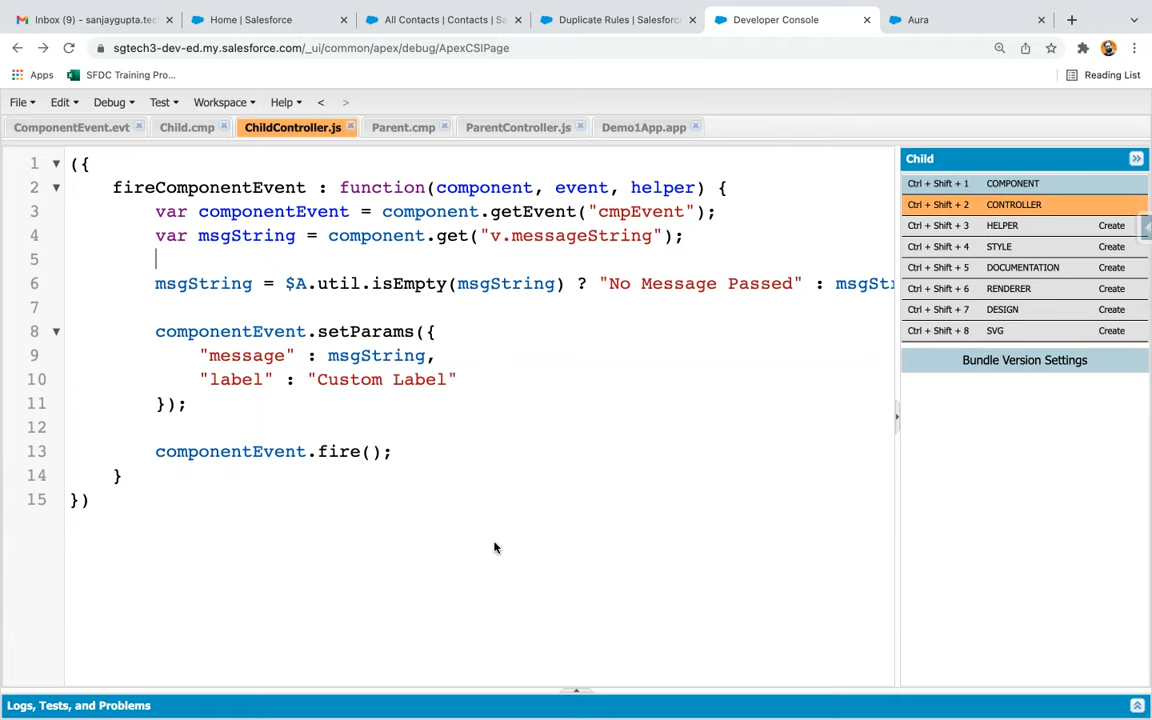 Inbox (9) - sanjaygupta.tec
Home | Salesforce
All Contacts | Contacts | Sa
Duplicate Rules | Salesforc
Developer Console
Aura
sgtech3-dev-ed.my.salesforce.com/_ui/common/apex/debug/ApexCSIPage
Apps
SFDC Training Pro...
Reading List
File
Edit
Debug
Test
Workspace
Help
<
>
ComponentEvent.evt
Child.cmp
ChildController.js
Parent.cmp
ParentController.js
Demo1App.app
1 ({
2 fireComponentEvent : function(component, event, helper) {
3 var componentEvent = component.getEvent("cmpEvent");
4 var msgString = component.get("v.messageString");
5
6 msgString = $A.util.isEmpty(msgString) ? "No Message Passed" : msgStr
7
8 componentEvent.setParams({
9 "message" : msgString,
10 "label" : "Custom Label"
11 });
12
13 componentEvent.fire();
14 }
15 })
Child
Ctrl + Shift + 1 COMPONENT
Ctrl + Shift + 2 CONTROLLER
Ctrl + Shift + 3 HELPER Create
Ctrl + Shift + 4 STYLE Create
Ctrl + Shift + 5 DOCUMENTATION Create
Ctrl + Shift + 6 RENDERER Create
Ctrl + Shift + 7 DESIGN Create
Ctrl + Shift + 8 SVG Create
Bundle Version Settings
Logs, Tests, and Problems